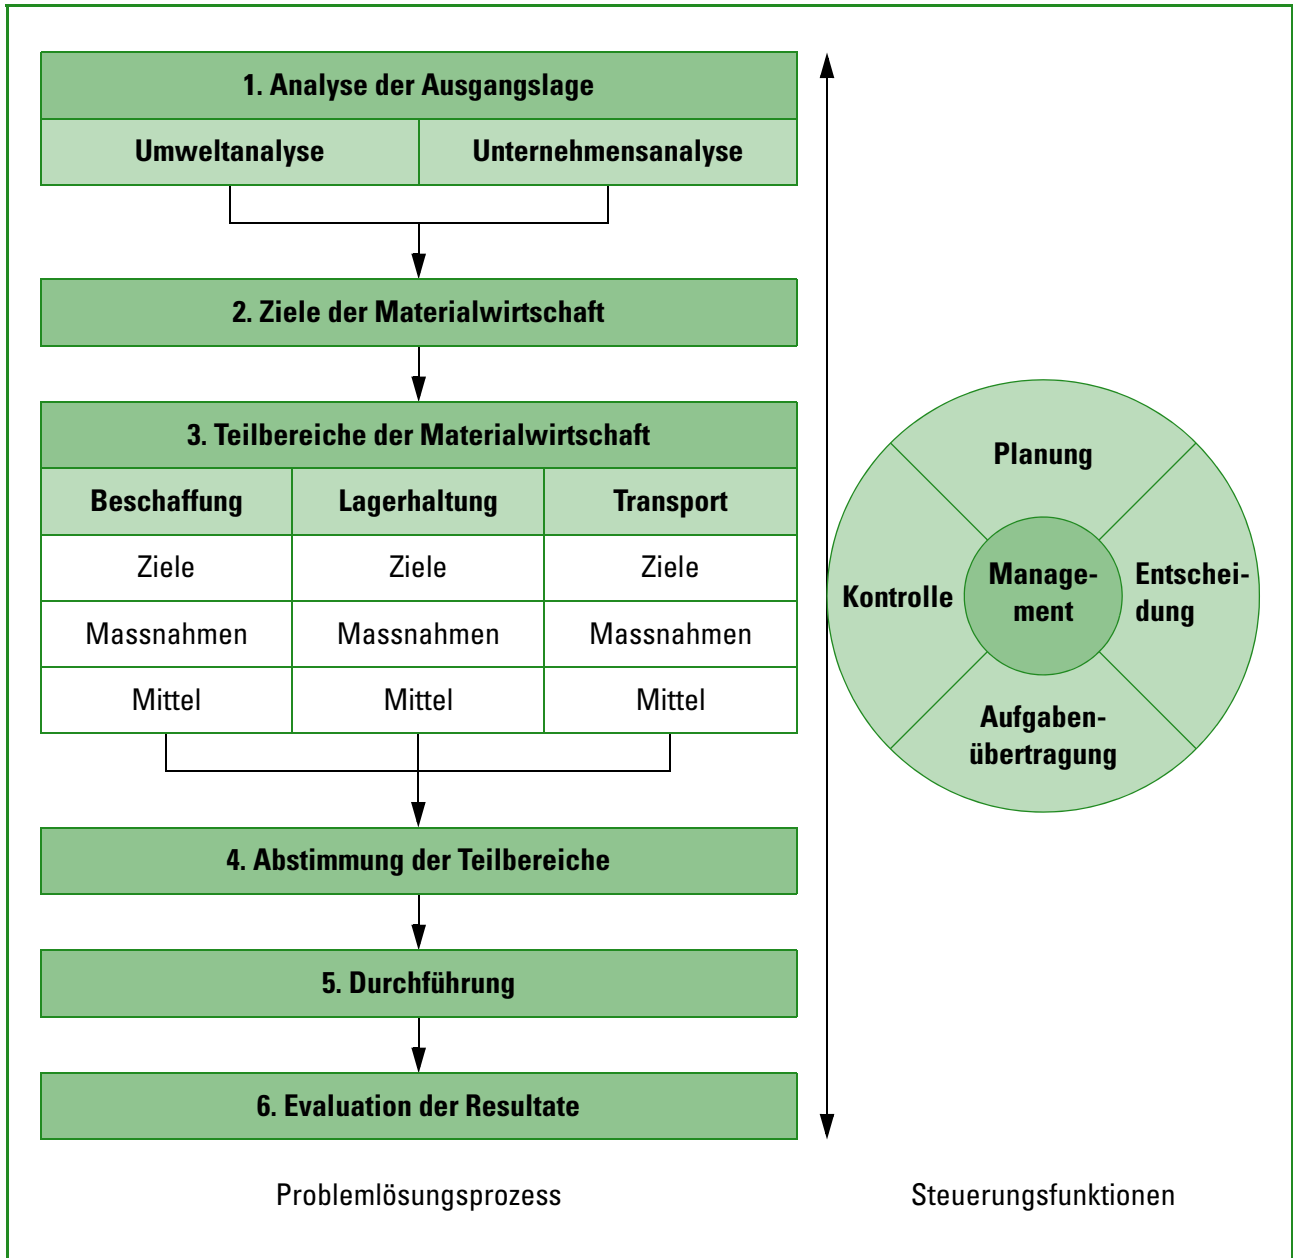 1. Analyse der Ausgangslage
Umweltanalyse
Unternehmensanalyse
2. Ziele der Materialwirtschaft
3. Teilbereiche der Materialwirtschaft
Beschaffung
Lagerhaltung
Transport
Ziele
Ziele
Ziele
Massnahmen
Massnahmen
Massnahmen
Mittel
Mittel
Mittel
4. Abstimmung der Teilbereiche
5. Durchführung
6. Evaluation der Resultate
Problemlösungsprozess
Planung
Kontrolle
Manage-
ment
Entschei-
dung
Aufgaben-
übertragung
Steuerungsfunktionen